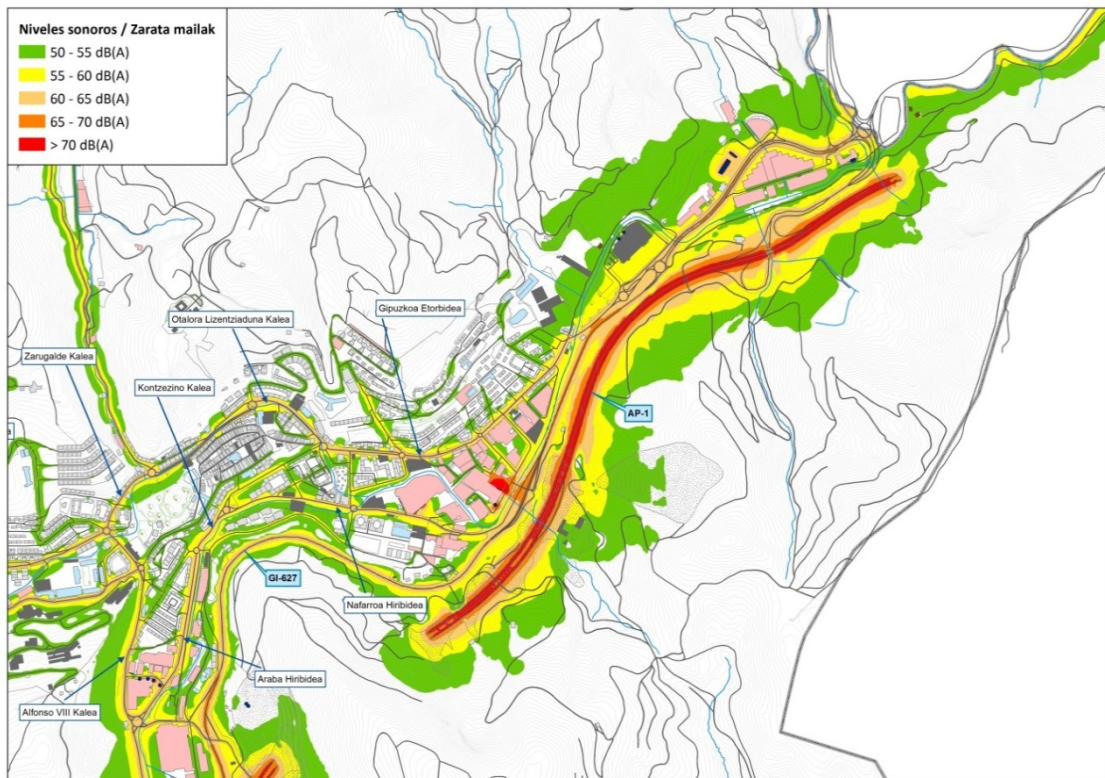 Niveles sonoros / Zarata mailak
50 - 55 dB(A)
55 - 60 dB(A)
60 - 65 dB(A)
65 - 70 dB(A)
> 70 dB(A)
Otalora Lizentziaduna Kalea
Gipuzkoa Etorbidea
Zarugalde Kalea
Kontzezino Kalea
AP-1
GI-627
Nafarroa Hiribidea
Araba Hiribidea
Alfonso VIII Kalea